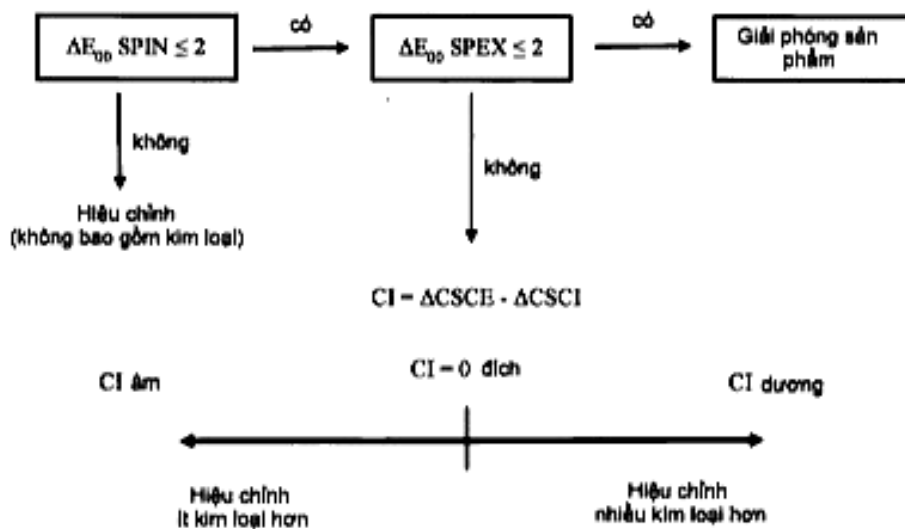 ΔE₀₀ SPIN ≤ 2
có
ΔE₀₀ SPEX ≤ 2
có
Giải phóng sản
phẩm
không
không
Hiệu chỉnh
(không bao gồm kim loại)
CI = ΔCSCE - ΔCSCI
CI âm
CI = 0 đích
CI dương
Hiệu chỉnh
ít kim loại hơn
Hiệu chỉnh
nhiều kim loại hơn